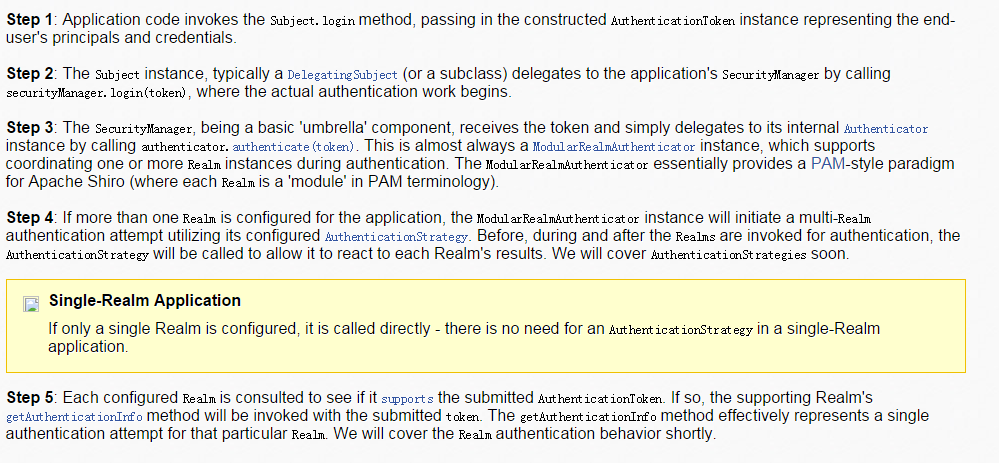 Step 1: Application code invokes the Subject.login method, passing in the constructed AuthenticationToken instance representing the end-
user's principals and credentials.
Step 2: The Subject instance, typically a DelegatingSubject (or a subclass) delegates to the application's SecurityManager by calling
securityManager.login(token), where the actual authentication work begins.
Step 3: The SecurityManager, being a basic 'umbrella' component, receives the token and simply delegates to its internal Authenticator
instance by calling authenticator.authenticate(token). This is almost always a ModularRealmAuthenticator instance, which supports
coordinating one or more Realm instances during authentication. The ModularRealmAuthenticator essentially provides a PAM-style paradigm
for Apache Shiro (where each Realm is a 'module' in PAM terminology).
Step 4: If more than one Realm is configured for the application, the ModularRealmAuthenticator instance will initiate a multi-Realm
authentication attempt utilizing its configured AuthenticationStrategy. Before, during and after the Realms are invoked for authentication, the
AuthenticationStrategy will be called to allow it to react to each Realm's results. We will cover AuthenticationStrategies soon.
Single-Realm Application
If only a single Realm is configured, it is called directly - there is no need for an AuthenticationStrategy in a single-Realm
application.
Step 5: Each configured Realm is consulted to see if it supports the submitted AuthenticationToken. If so, the supporting Realm's
getAuthenticationInfo method will be invoked with the submitted token. The getAuthenticationInfo method effectively represents a single
authentication attempt for that particular Realm. We will cover the Realm authentication behavior shortly.